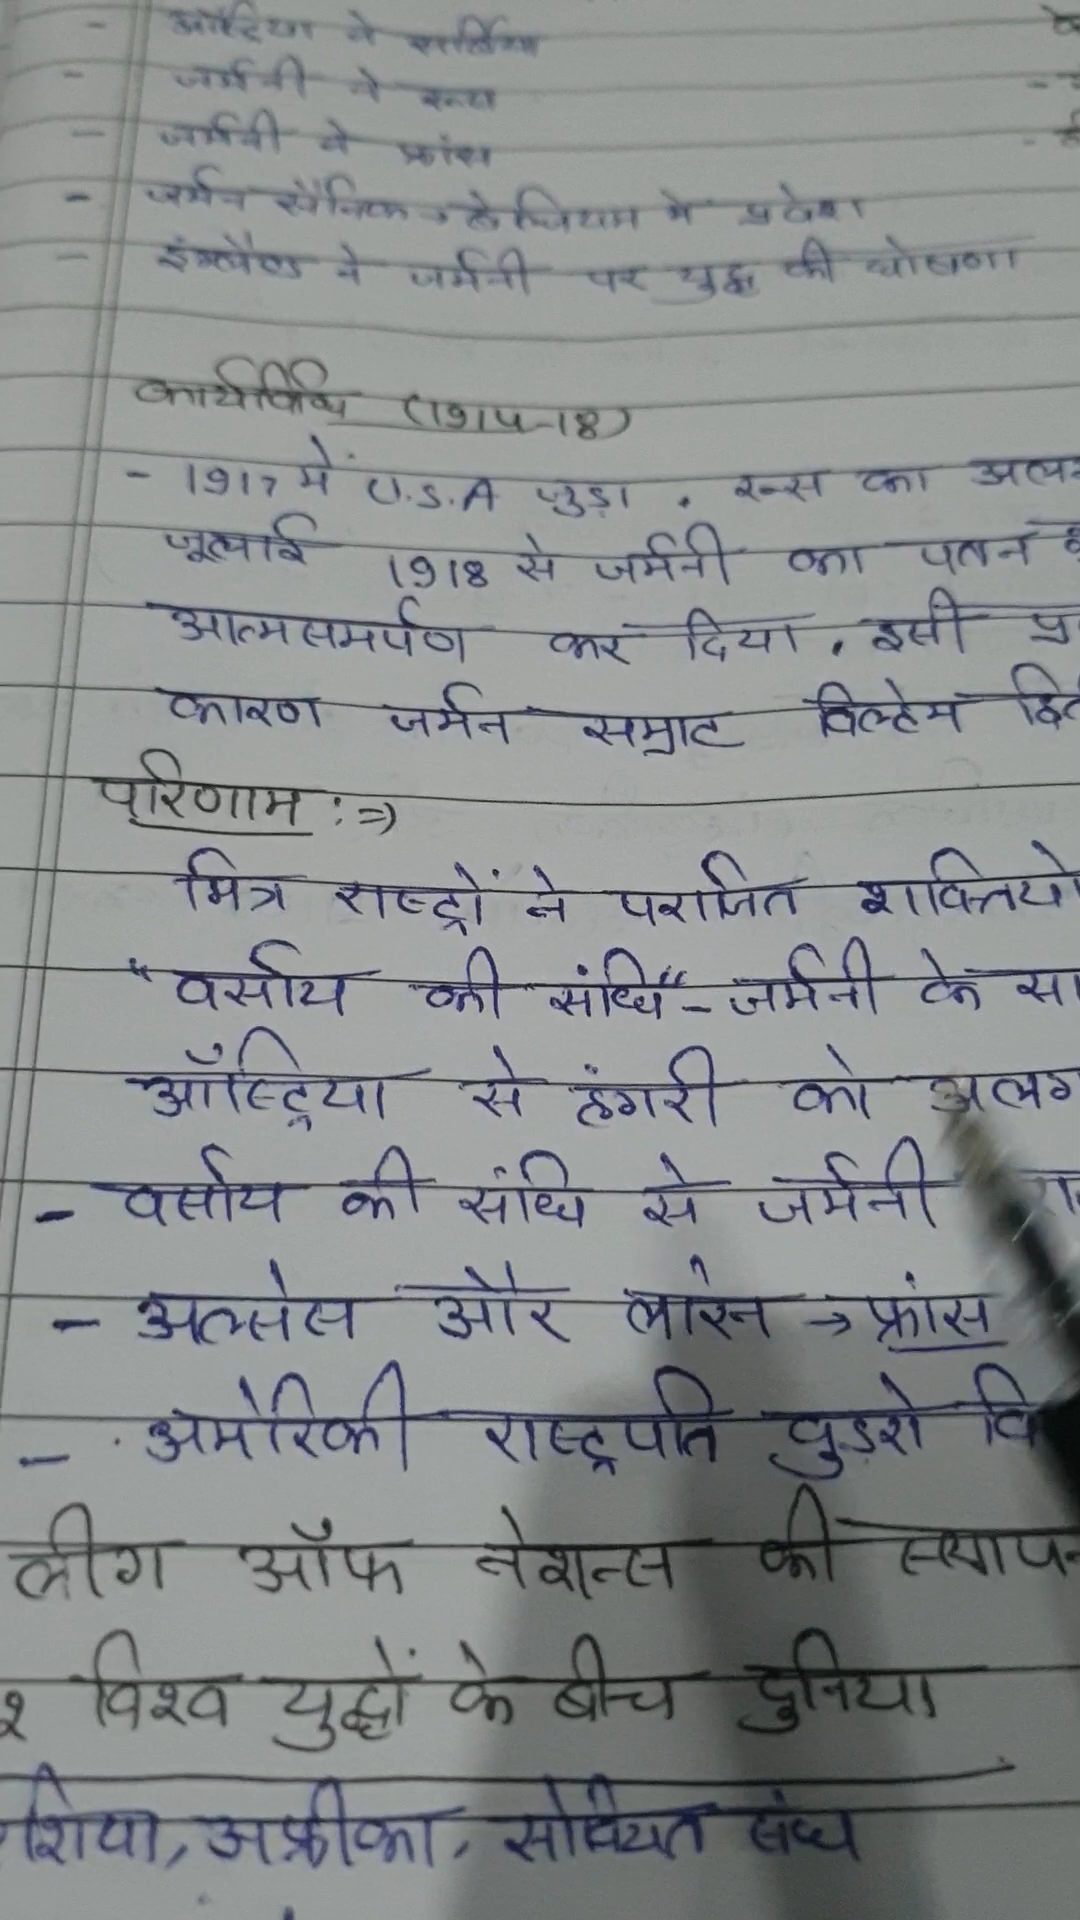 - ऑस्ट्रिया ने सर्बिया
- जर्मनी ने रूस
- जर्मनी ने फ्रांस
- जर्मन सैनिक → बेल्जियम में प्रवेश
- इंग्लैण्ड ने जर्मनी पर युद्ध की घोषणा
कार्यविधि (1914-18)
- 1917 में U.S.A जुड़ा. रूस का
जूलाई 1918 से जर्मनी का पतन
आत्मसमर्पण कर दिया. इसी
कारण जर्मन सम्राट विल्हेम
परिणाम :⇒
मित्र राष्ट्रों ने पराजित शक्तियो
"वर्साय की संधि" - जर्मनी के सा
ऑस्ट्रिया से हंगरी को अलग
- वर्साय की संधि से जर्मनी
- अल्सेस और लॉरेन → फ्रांस
- अमेरिकी राष्ट्रपति वुडरो वि
लीग ऑफ नेशन्स की स्थापन
2 विश्व युद्धों के बीच दुनिया
शिया, अफ्रीका, सोवियत संघ